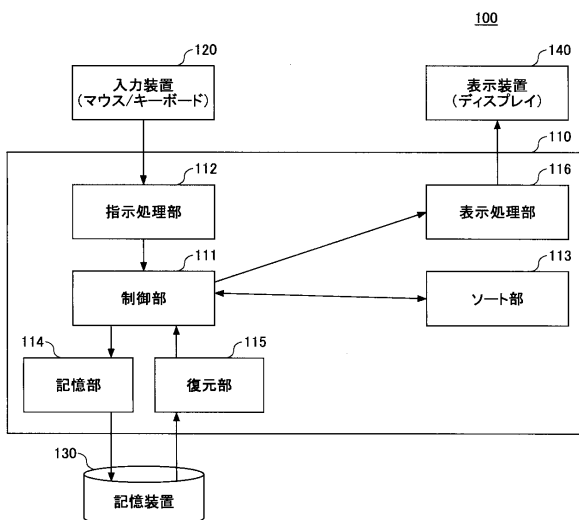 100
120
入力装置
(マウス/キーボード)
140
表示装置
(ディスプレイ)
110
112
指示処理部
116
表示処理部
111
制御部
113
ソート部
114
記憶部
115
復元部
130
記憶装置